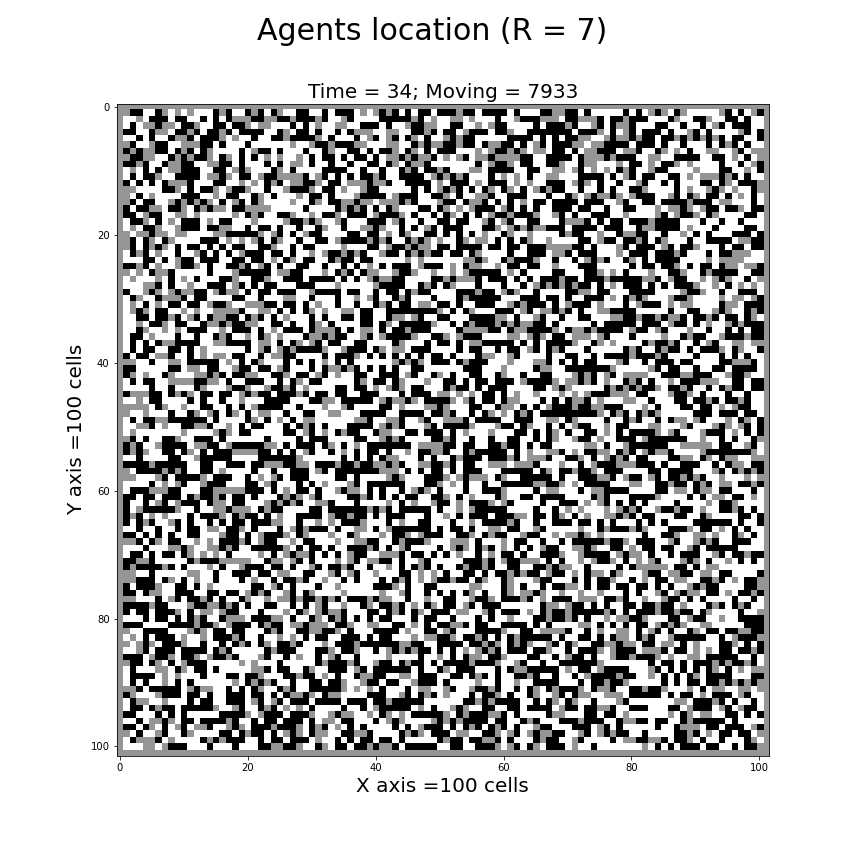 Agents location (R = 7)
Time = 34; Moving = 7933
0
20
40
60
80
100
Y axis =100 cells
0 20 40 60 80 100
X axis =100 cells